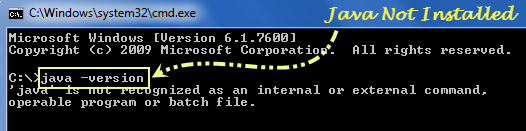 C:\Windows\system32\cmd.exe
Java Not Installed
Microsoft Windows [Version 6.1.7600]
Copyright (c) 2009 Microsoft Corporation.  All rights reserved.
C:\>java -version
'java' is not recognized as an internal or external command,
operable program or batch file.